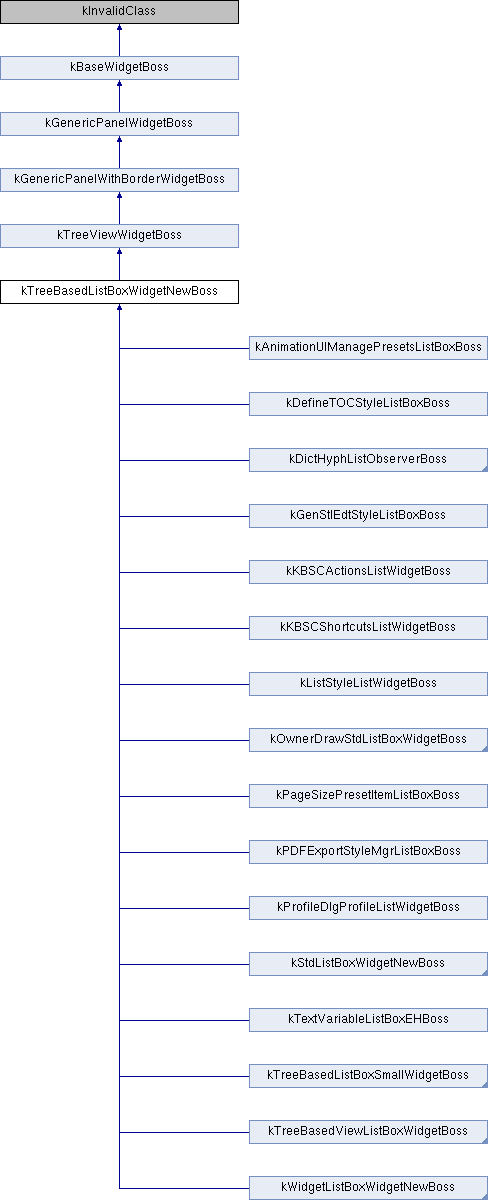 kInvalidClass
kBaseWidgetBoss
kGenericPanelWidgetBoss
kGenericPanelWithBorderWidgetBoss
kTreeViewWidgetBoss
kTreeBasedListBoxWidgetNewBoss
kAnimationUIManagePresetsListBoxBoss
kDefineTOCStyleListBoxBoss
kDictHyphListObserverBoss
kGenStlEdtStyleListBoxBoss
kKBSCActionsListWidgetBoss
kKBSCShortcutsListWidgetBoss
kListStyleListWidgetBoss
kOwnerDrawStdListBoxWidgetBoss
kPageSizePresetItemListBoxBoss
kPDFExportStyleMgrListBoxBoss
kProfileDlgProfileListWidgetBoss
kStdListBoxWidgetNewBoss
kTextVariableListBoxEHBoss
kTreeBasedListBoxSmallWidgetBoss
kTreeBasedViewListBoxWidgetBoss
kWidgetListBoxWidgetNewBoss